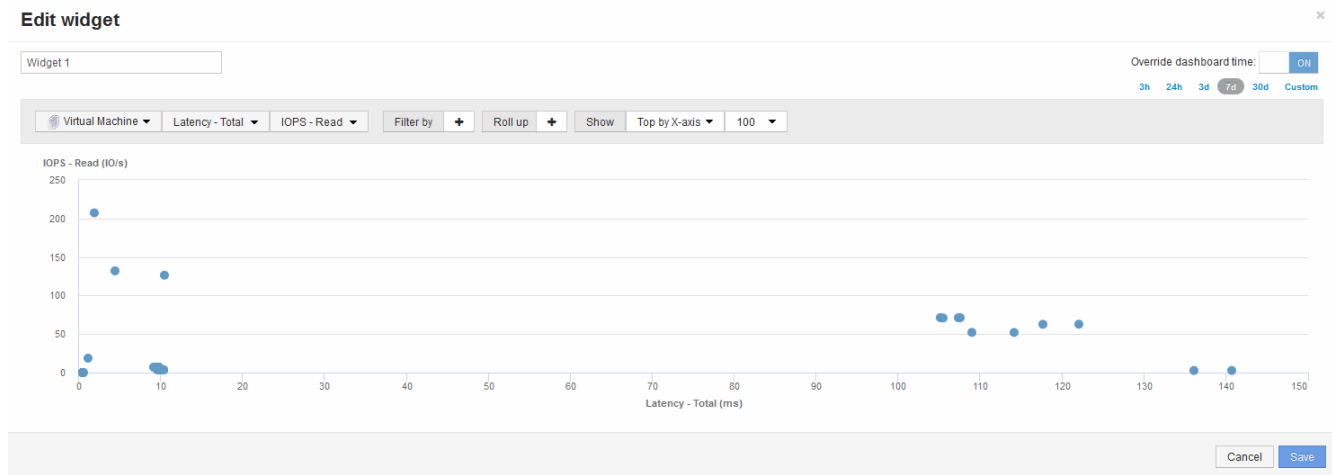 Edit widget
×
Widget 1
Override dashboard time: ON
3h 24h 3d 7d 30d Custom
Virtual Machine Latency - Total IOPS - Read Filter by + Roll up + Show Top by X-axis 100
IOPS - Read (IO/s)
250
200
150
100
50
0
0 10 20 30 40 50 60 70 80 90 100 110 120 130 140 150
Latency - Total (ms)
Cancel Save